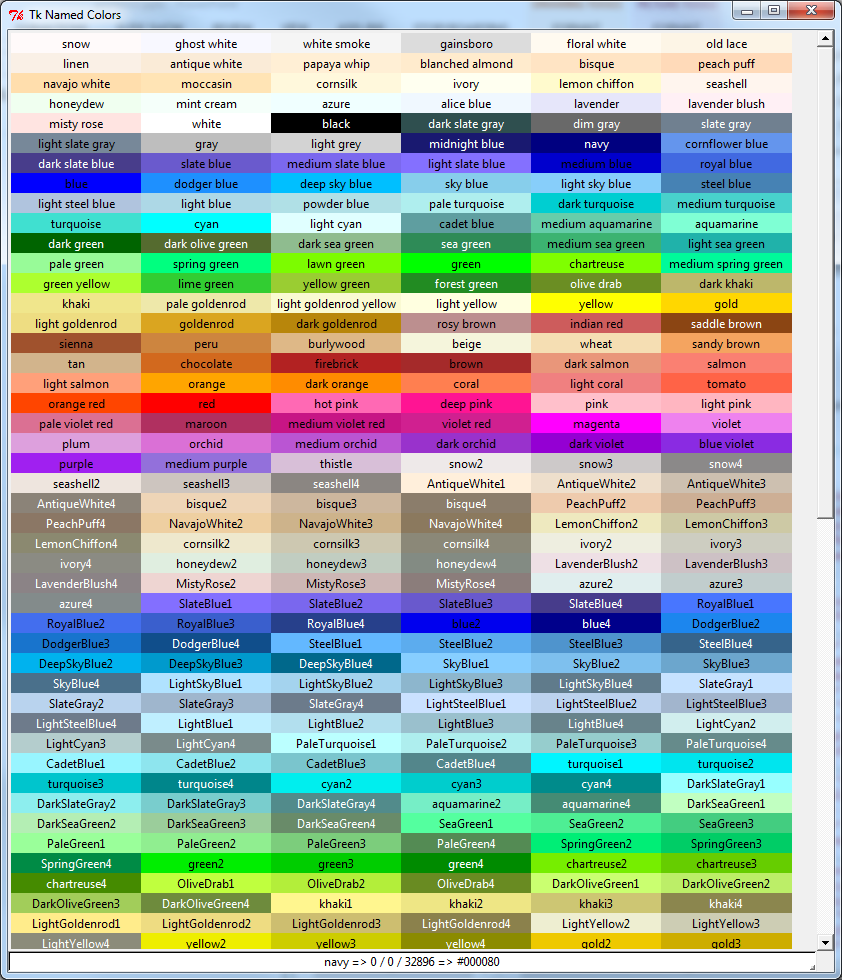 Tk Named Colors
snow ghost white white smoke gainsboro floral white old lace
linen antique white papaya whip blanched almond bisque peach puff
navajo white moccasin cornsilk ivory lemon chiffon seashell
honeydew mint cream azure alice blue lavender lavender blush
misty rose white black dark slate gray dim gray slate gray
light slate gray gray light grey midnight blue navy cornflower blue
dark slate blue slate blue medium slate blue light slate blue medium blue royal blue
blue dodger blue deep sky blue sky blue light sky blue steel blue
light steel blue light blue powder blue pale turquoise dark turquoise medium turquoise
turquoise cyan light cyan cadet blue medium aquamarine aquamarine
dark green dark olive green dark sea green sea green medium sea green light sea green
pale green spring green lawn green green chartreuse medium spring green
green yellow lime green yellow green forest green olive drab dark khaki
khaki pale goldenrod light goldenrod yellow light yellow yellow gold
light goldenrod goldenrod dark goldenrod rosy brown indian red saddle brown
sienna peru burlywood beige wheat sandy brown
tan chocolate firebrick brown dark salmon salmon
light salmon orange dark orange coral light coral tomato
orange red red hot pink deep pink pink light pink
pale violet red maroon medium violet red violet red magenta violet
plum orchid medium orchid dark orchid dark violet blue violet
purple medium purple thistle snow2 snow3 snow4
seashell2 seashell3 seashell4 AntiqueWhite1 AntiqueWhite2 AntiqueWhite3
AntiqueWhite4 bisque2 bisque3 bisque4 PeachPuff2 PeachPuff3
PeachPuff4 NavajoWhite2 NavajoWhite3 NavajoWhite4 LemonChiffon2 LemonChiffon3
LemonChiffon4 cornsilk2 cornsilk3 cornsilk4 ivory2 ivory3
ivory4 honeydew2 honeydew3 honeydew4 LavenderBlush2 LavenderBlush3
LavenderBlush4 MistyRose2 MistyRose3 MistyRose4 azure2 azure3
azure4 SlateBlue1 SlateBlue2 SlateBlue3 SlateBlue4 RoyalBlue1
RoyalBlue2 RoyalBlue3 RoyalBlue4 blue2 blue4 DodgerBlue2
DodgerBlue3 DodgerBlue4 SteelBlue1 SteelBlue2 SteelBlue3 SteelBlue4
DeepSkyBlue2 DeepSkyBlue3 DeepSkyBlue4 SkyBlue1 SkyBlue2 SkyBlue3
SkyBlue4 LightSkyBlue1 LightSkyBlue2 LightSkyBlue3 LightSkyBlue4 SlateGray1
SlateGray2 SlateGray3 SlateGray4 LightSteelBlue1 LightSteelBlue2 LightSteelBlue3
LightSteelBlue4 LightBlue1 LightBlue2 LightBlue3 LightBlue4 LightCyan2
LightCyan3 LightCyan4 PaleTurquoise1 PaleTurquoise2 PaleTurquoise3 PaleTurquoise4
CadetBlue1 CadetBlue2 CadetBlue3 CadetBlue4 turquoise1 turquoise2
turquoise3 turquoise4 cyan2 cyan3 cyan4 DarkSlateGray1
DarkSlateGray2 DarkSlateGray3 DarkSlateGray4 aquamarine2 aquamarine4 DarkSeaGreen1
DarkSeaGreen2 DarkSeaGreen3 DarkSeaGreen4 SeaGreen1 SeaGreen2 SeaGreen3
PaleGreen1 PaleGreen2 PaleGreen3 PaleGreen4 SpringGreen2 SpringGreen3
SpringGreen4 green2 green3 green4 chartreuse2 chartreuse3
chartreuse4 OliveDrab1 OliveDrab2 OliveDrab4 DarkOliveGreen1 DarkOliveGreen2
DarkOliveGreen3 DarkOliveGreen4 khaki1 khaki2 khaki3 khaki4
LightGoldenrod1 LightGoldenrod2 LightGoldenrod3 LightGoldenrod4 LightYellow2 LightYellow3
LightYellow4 yellow2 yellow3 yellow4 gold2 gold3
navy => 0 / 0 / 32896 => #000080